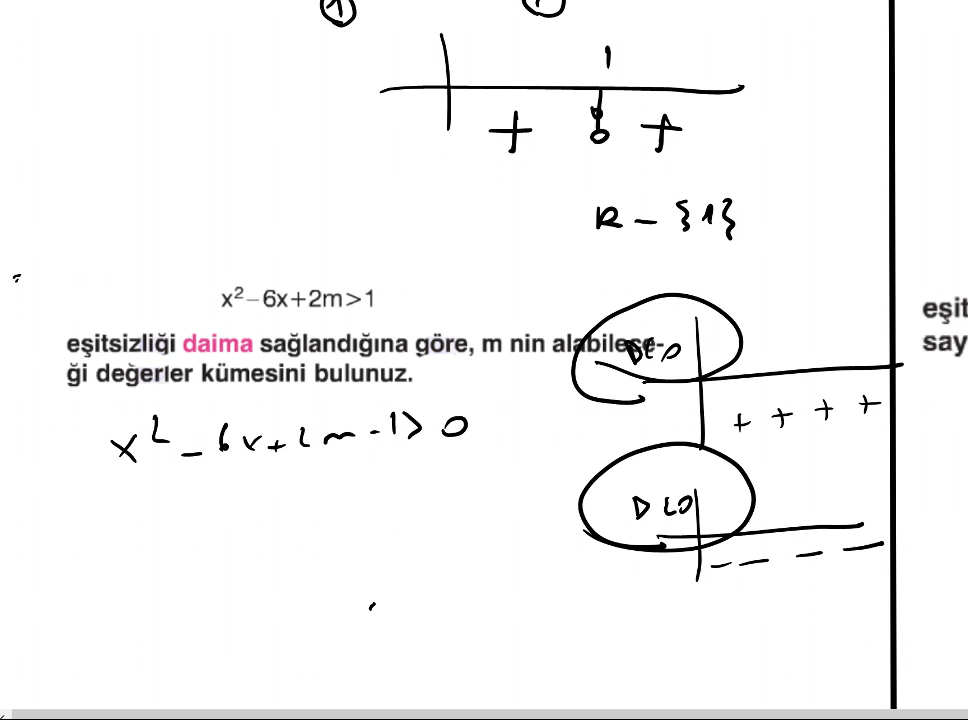 1
1
+ +
R - {1}
x²-6x+2m>1
eşitsizliği daima sağlandığına göre, m nin alabilece-
ği değerler kümesini bulunuz.
x² - 6x + 2m - 1 > 0
D<0
+ + + +
D<0
- - - -
eşit
say